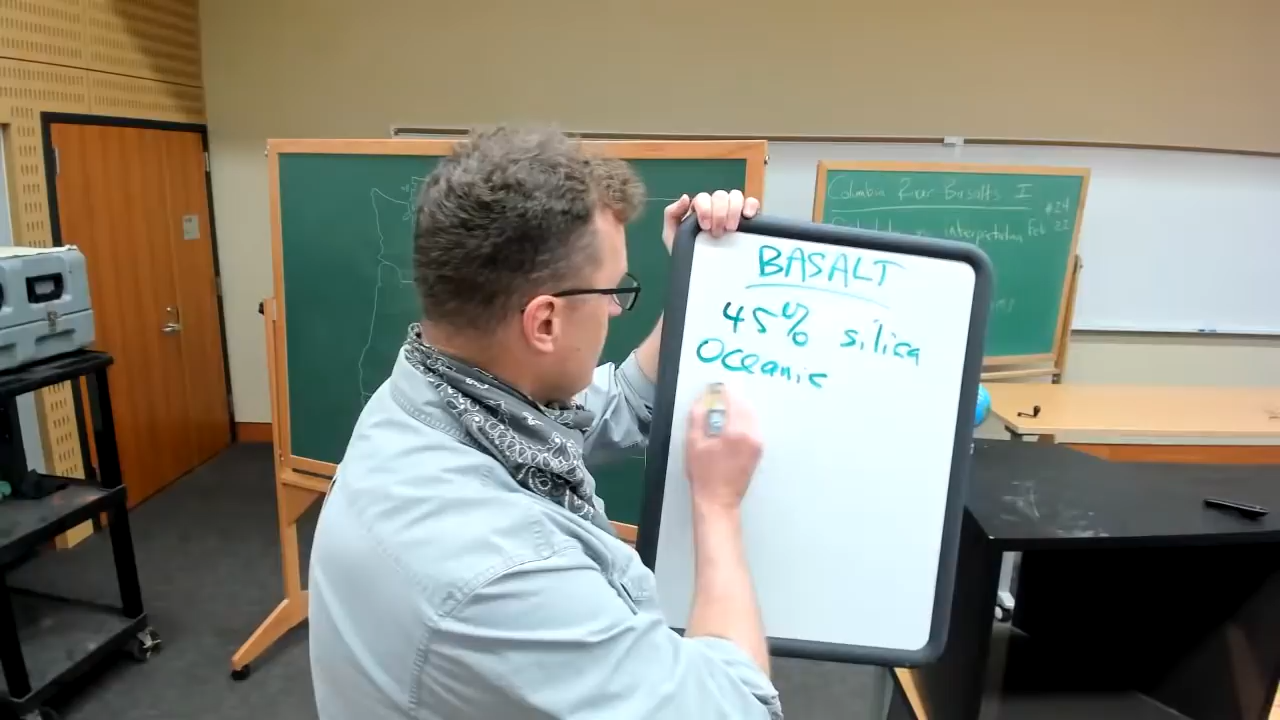 BASALT
45% silica
Oceanic
Columbia River Basalts I
#24
interpretation Feb 22